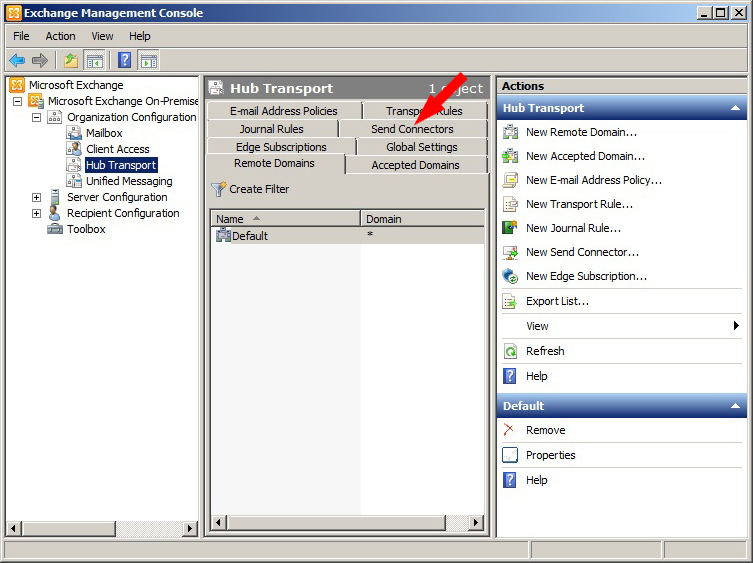 Exchange Management Console
File Action View Help
Microsoft Exchange
Microsoft Exchange On-Premise
Organization Configuration
Mailbox
Client Access
Hub Transport
Unified Messaging
Server Configuration
Recipient Configuration
Toolbox
Hub Transport 1 object
E-mail Address Policies Transport Rules
Journal Rules Send Connectors
Edge Subscriptions Global Settings
Remote Domains Accepted Domains
Create Filter
Name Domain
Default *
Actions
Hub Transport
New Remote Domain...
New Accepted Domain...
New E-mail Address Policy...
New Transport Rule...
New Journal Rule...
New Send Connector...
New Edge Subscription...
Export List...
View
Refresh
Help
Default
Remove
Properties
Help